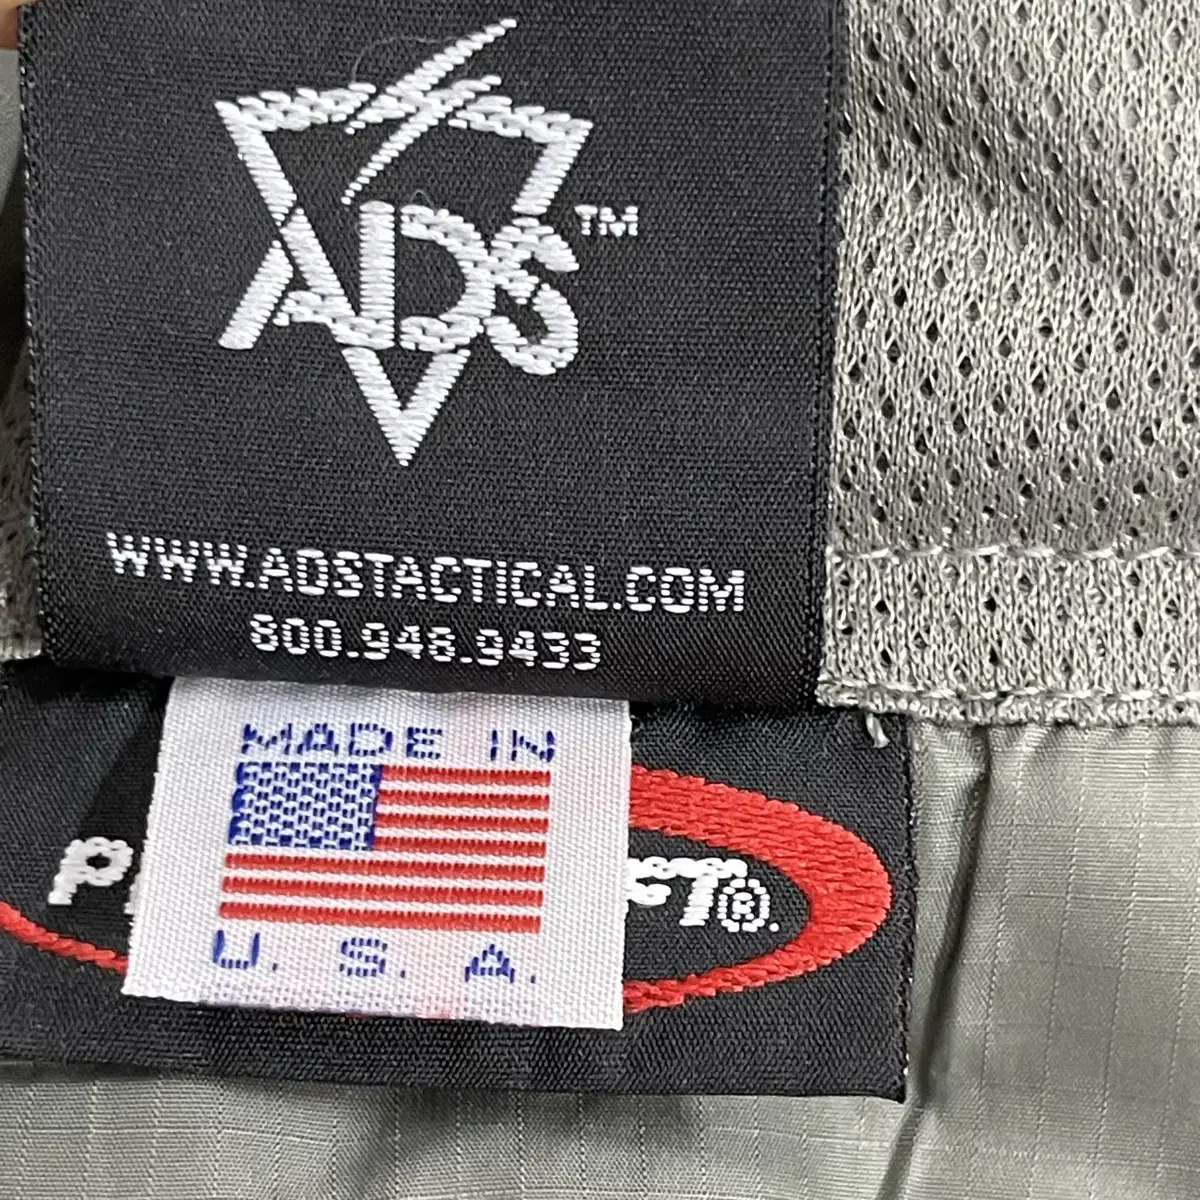 ADS™
WWW.ADSTACTICAL.COM
800.948.9433
MADE IN
U. S. A.